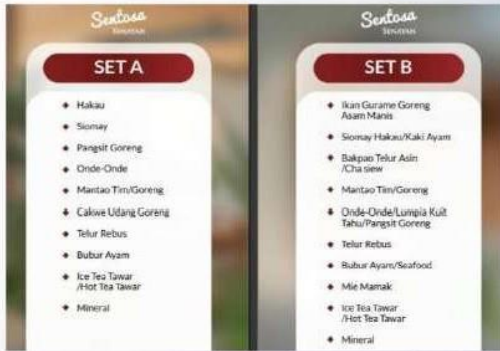 Sentosa
SENAYAN
SET A
Hakau
Siomay
Pangsit Goreng
Onde-Onde
Mantao Tim/Goreng
Cakwe Udang Goreng
Telur Rebus
Bubur Ayam
Ice Tea Tawar
/Hot Tea Tawar
Mineral
Sentosa
SENAYAN
SET B
Ikan Gurame Goreng
Asam Manis
Siomay Hakau/Kaki Ayam
Bakpao Telur Asin
/Cha siew
Mantao Tim/Goreng
Onde-Onde/Lumpia Kulit
Tahu/Pangsit Goreng
Telur Rebus
Bubur Ayam/Seafood
Mie Mamak
Ice Tea Tawar
/Hot Tea Tawar
Mineral